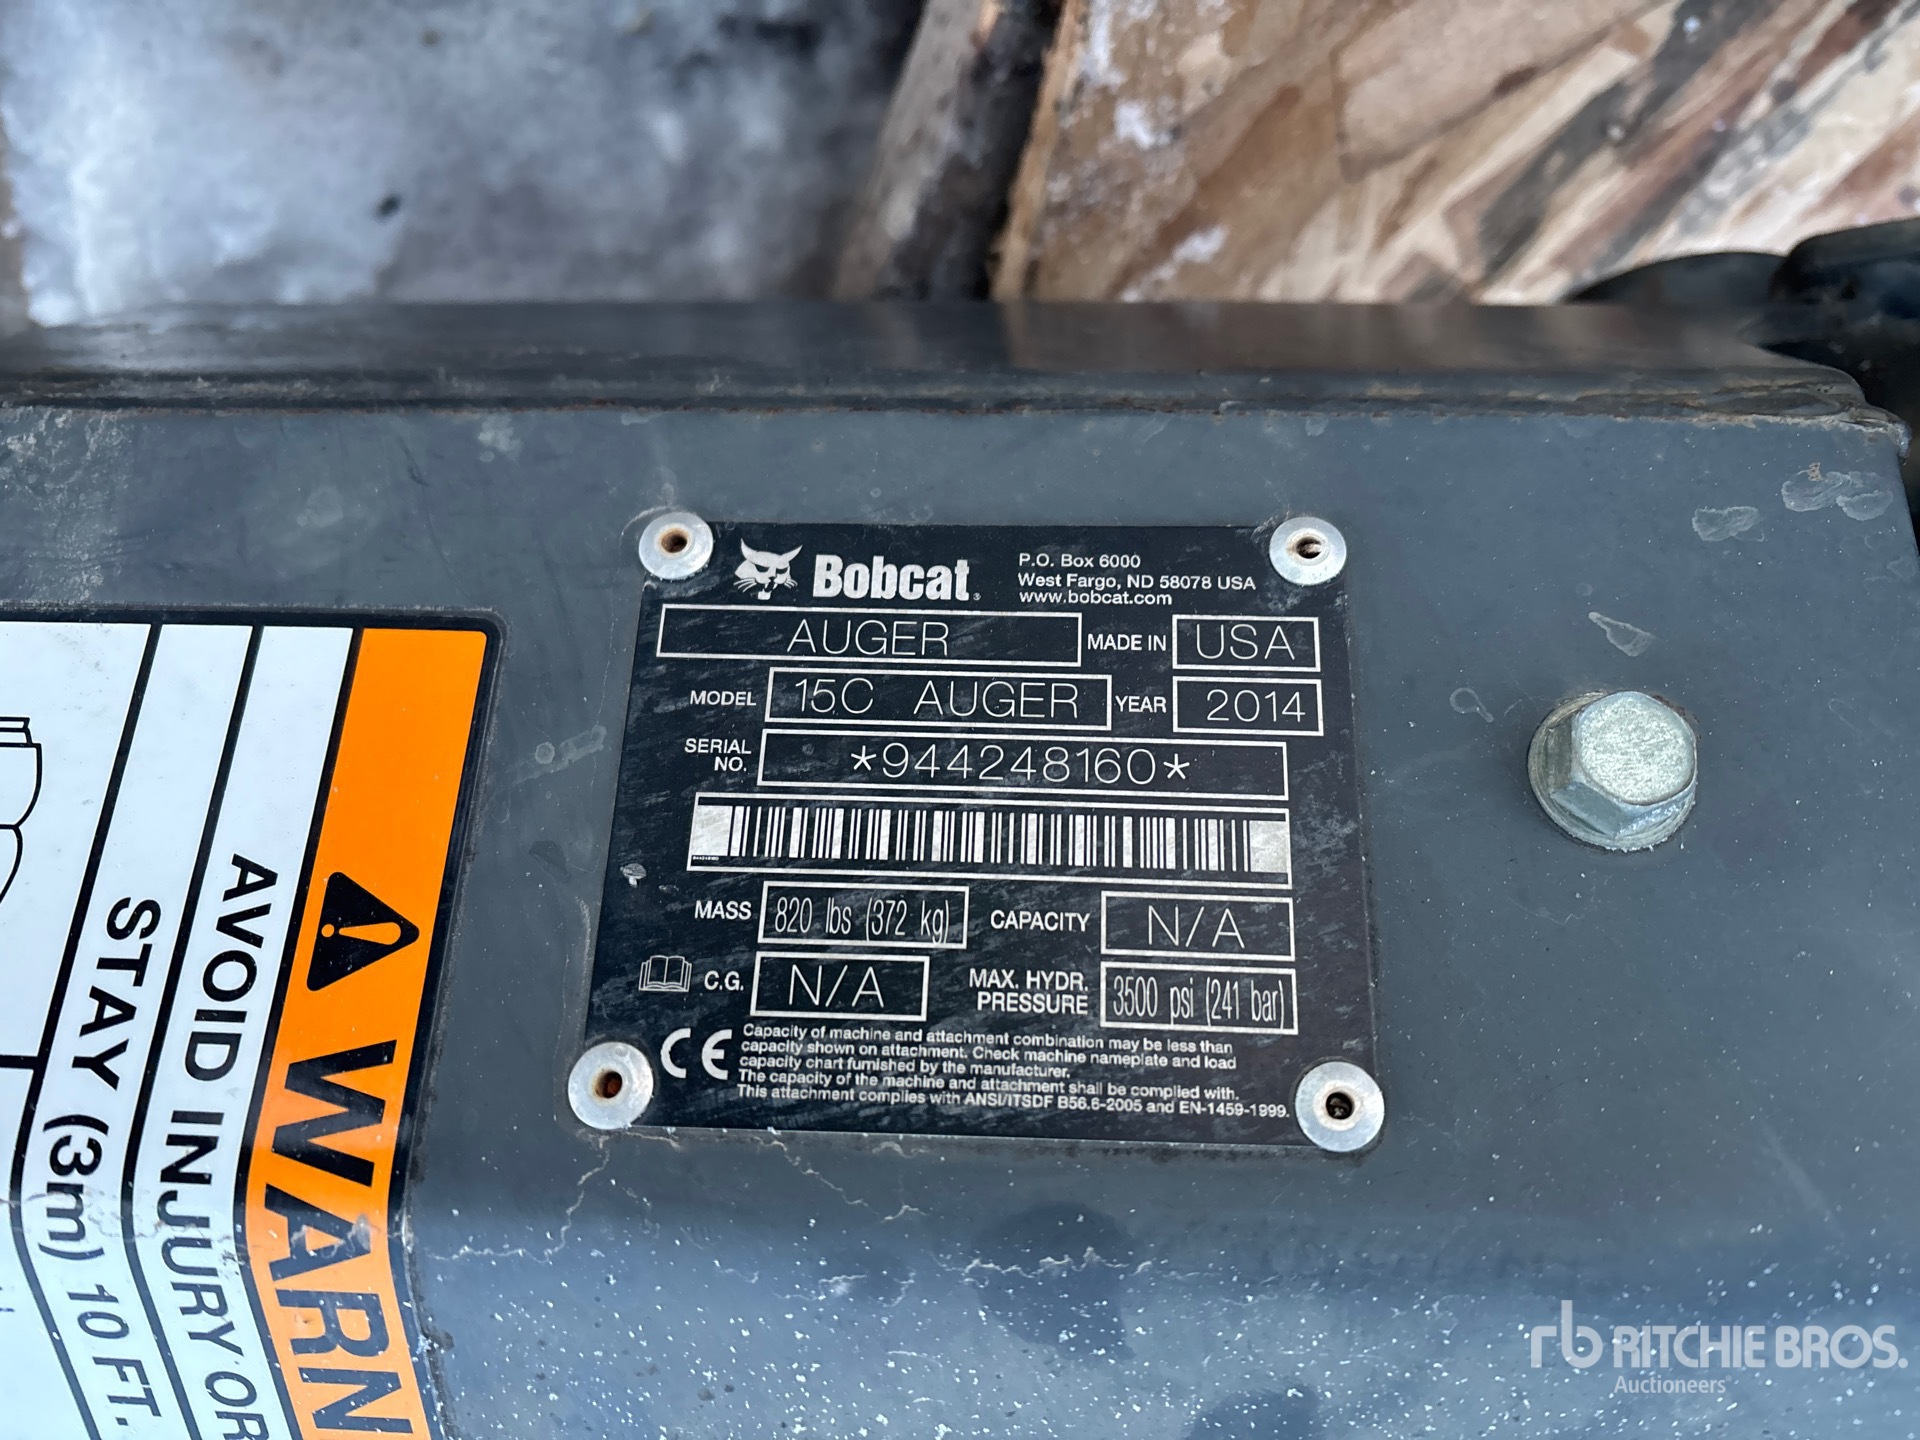 Bobcat®
P.O. Box 6000
West Fargo, ND 58078 USA
www.bobcat.com
AUGER MADE IN USA
MODEL 15C AUGER YEAR 2014
SERIAL NO. *944248160*
944248160
MASS 820 lbs (372 kg) CAPACITY N/A
C.G. N/A MAX. HYDR. PRESSURE 3500 psi (241 bar)
CE
Capacity of machine and attachment combination may be less than
capacity shown on attachment. Check machine nameplate and load
capacity chart furnished by the manufacturer.
The capacity of the machine and attachment shall be complied with.
This attachment complies with ANSI/ITSDF B56.6-2005 and EN-1459-1999.
WARN
AVOID INJURY OR
STAY (3m) 10 FT.
rb RITCHIE BROS.
Auctioneers